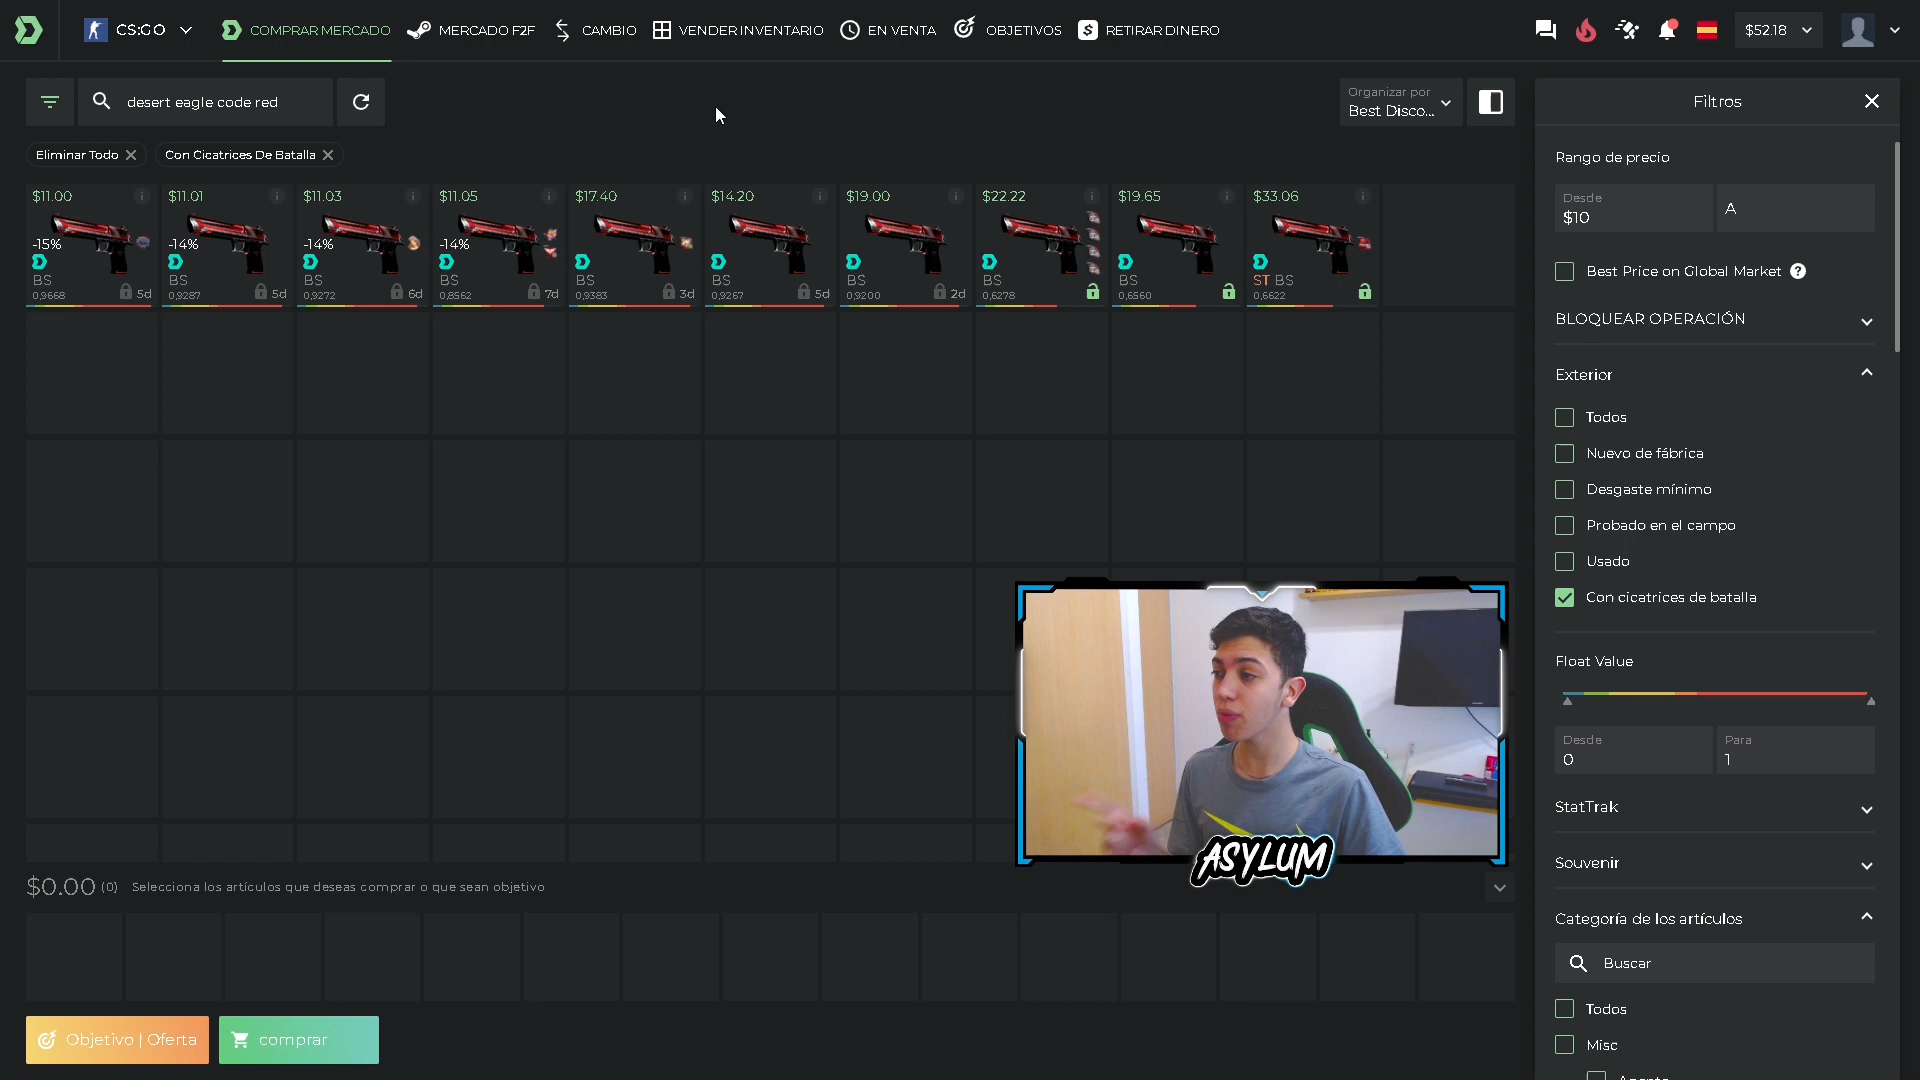 CS:GO
COMPRAR MERCADO
MERCADO F2F
CAMBIO
VENDER INVENTARIO
EN VENTA
OBJETIVOS
RETIRAR DINERO
$52.18
desert eagle code red
Organizar por
Best Disco...
Eliminar Todo
Con Cicatrices De Batalla
$11.00
-15%
BS
0,9668
5d
$11.01
-14%
BS
0,9287
5d
$11.03
-14%
BS
0,9272
6d
$11.05
-14%
BS
0,8562
7d
$17.40
BS
0,9383
3d
$14.20
BS
0,9267
5d
$19.00
BS
0,9200
2d
$22.22
BS
0,6278
$19.65
BS
0,6560
$33.06
ST BS
0,6622
Filtros
Rango de precio
Desde
$10
A
Best Price on Global Market
BLOQUEAR OPERACIÓN
Exterior
Todos
Nuevo de fábrica
Desgaste mínimo
Probado en el campo
Usado
Con cicatrices de batalla
Float Value
Desde
0
Para
1
StatTrak
Souvenir
Categoría de los artículos
Buscar
Todos
Misc
ASYLUM
$0.00 (0) Selecciona los artículos que deseas comprar o que sean objetivo
Objetivo | Oferta
comprar